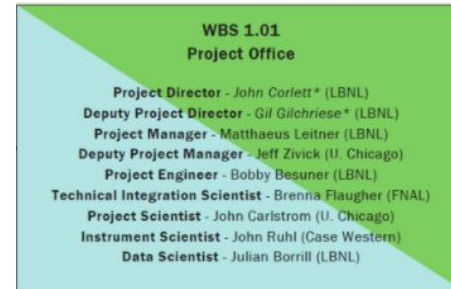 WBS 1.01
Project Office
Project Director - John Corlett* (LBNL)
Deputy Project Director - Gil Gilchriese* (LBNL)
Project Manager - Matthaeus Leitner (LBNL)
Deputy Project Manager - Jeff Zivick (U. Chicago)
Project Engineer - Bobby Besuner (LBNL)
Technical Integration Scientist - Brenna Flaugher (FNAL)
Project Scientist - John Carlstrom (U. Chicago)
Instrument Scientist - John Ruhl (Case Western)
Data Scientist - Julian Borrill (LBNL)